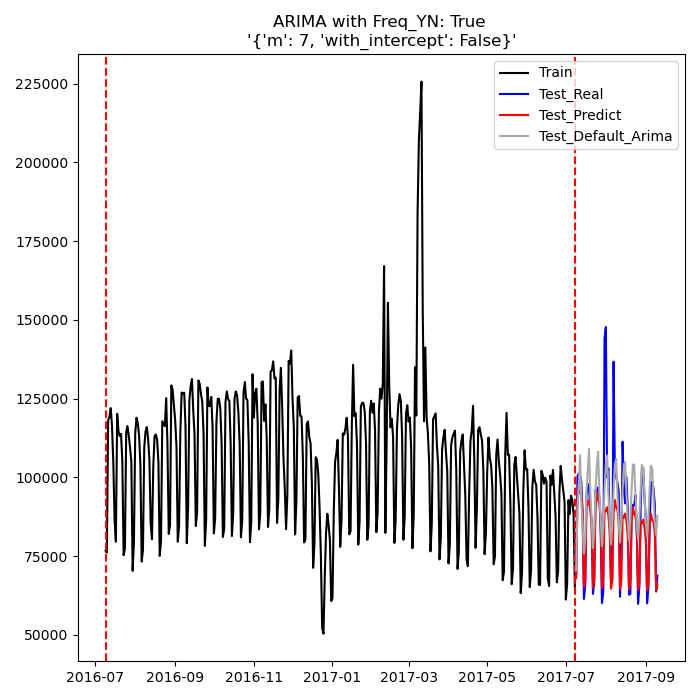 ARIMA with Freq_YN: True
'{'m': 7, 'with_intercept': False}'
Train
Test_Real
Test_Predict
Test_Default_Arima
225000
200000
175000
150000
125000
100000
75000
50000
2016-07 2016-09 2016-11 2017-01 2017-03 2017-05 2017-07 2017-09